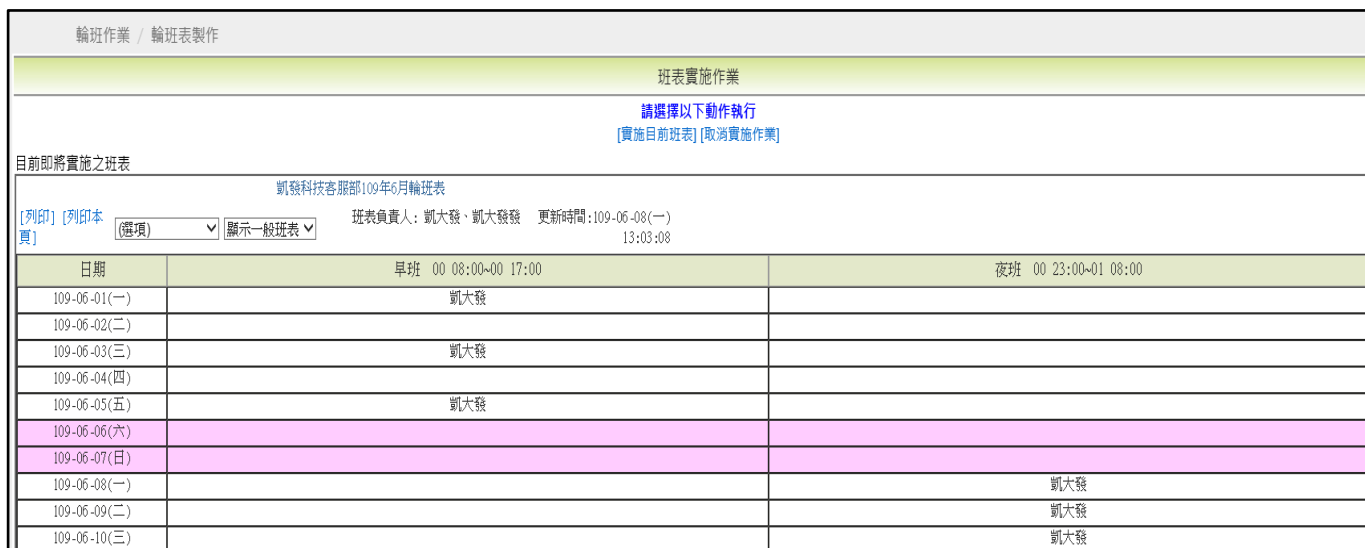 輪班作業 / 輪班表製作
班表實施作業
請選擇以下動作執行
[實施目前班表] [取消實施作業]
目前即將實施之班表
凱發科技客服部109年6月輪班表
[列印] [列印本頁] (選項) 顯示一般班表 班表負責人: 凱大發、凱大發發 更新時間:109-06-08(一)
13:03:08
日期 早班 00 08:00~00 17:00 夜班 00 23:00~01 08:00
109-06-01(一) 凱大發
109-06-02(二)
109-06-03(三) 凱大發
109-06-04(四)
109-06-05(五) 凱大發
109-06-06(六)
109-06-07(日)
109-06-08(一) 凱大發
109-06-09(二) 凱大發
109-06-10(三) 凱大發